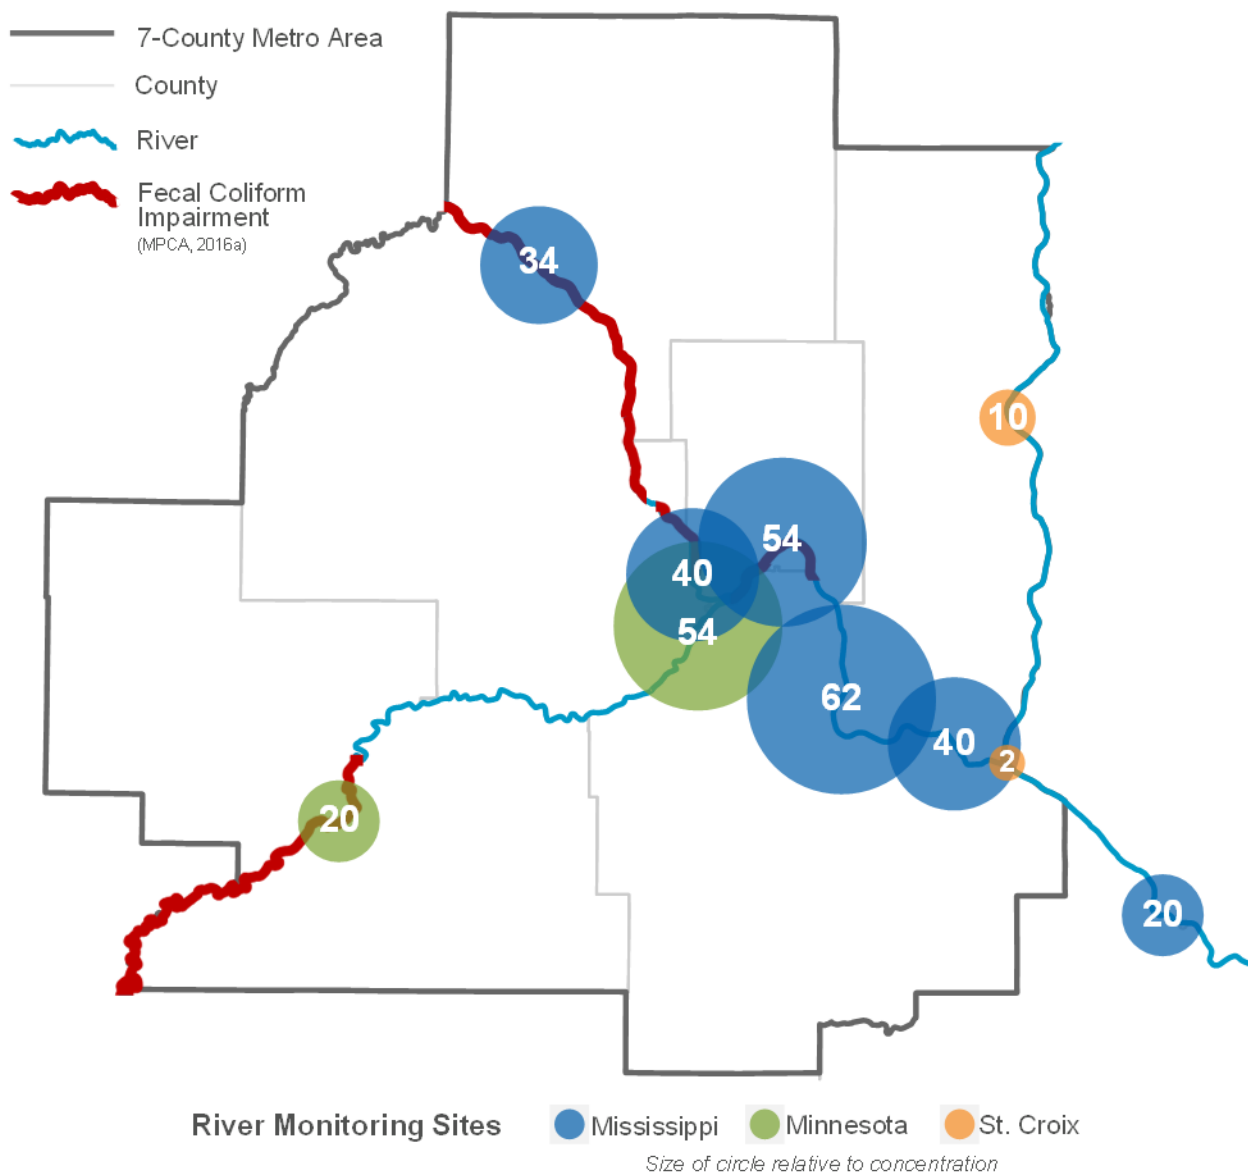 7-County Metro Area
County
River
Fecal Coliform
Impairment
(MPCA, 2016a)
34
10
54
40
54
62
40
2
20
20
River Monitoring Sites
Mississippi
Minnesota
St. Croix
Size of circle relative to concentration